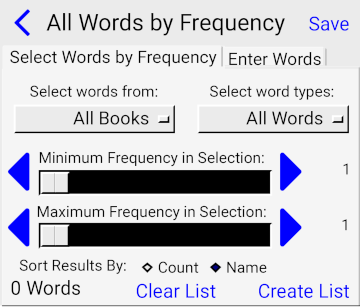 All Words by Frequency Save
Select Words by Frequency Enter Words
Select words from: Select word types:
All Books All Words
Minimum Frequency in Selection:
1
Maximum Frequency in Selection:
1
Sort Results By: Count Name
0 Words Clear List Create List